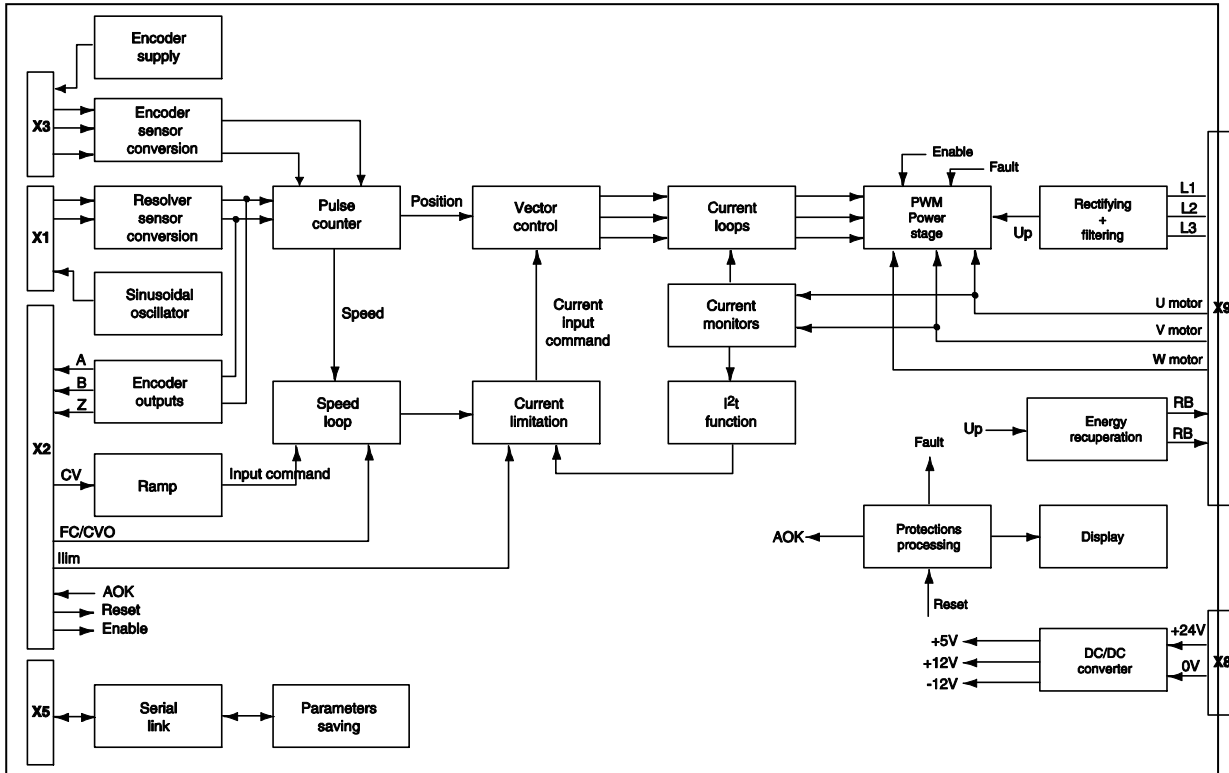 Encoder
supply
X3
Encoder
sensor
conversion
X1
Resolver
sensor
conversion
Pulse
counter
Position
Vector
control
Current
loops
Enable
Fault
PWM
Power
stage
Up
Rectifying
+
filtering
L1
L2
L3
X9
Sinusoidal
oscillator
Speed
Current
input
command
Current
monitors
U motor
V motor
W motor
X2
A
B
Z
Encoder
outputs
Speed
loop
Current
limitation
I2t
function
Up
Energy
recuperation
RB
RB
CV
Ramp
Input command
FC/CVO
Ilim
AOK
Reset
Enable
Fault
AOK
Protections
processing
Display
Reset
+5V
+12V
-12V
DC/DC
converter
+24V
0V
X8
X5
Serial
link
Parameters
saving